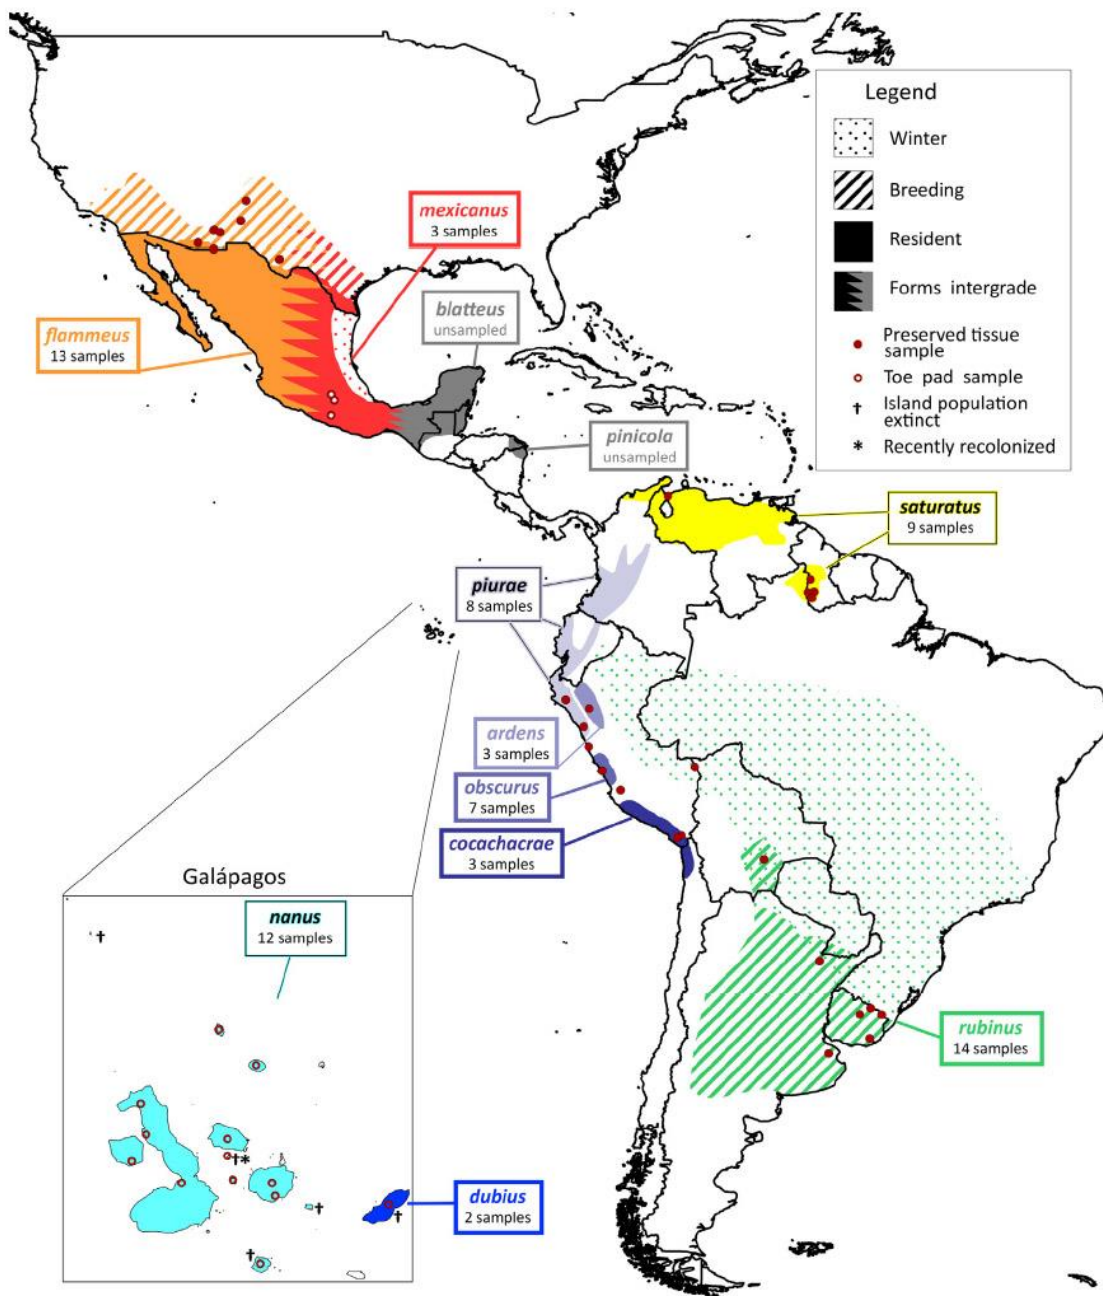 Legend
Winter
Breeding
Resident
Forms intergrade
Preserved tissue
sample
Toe pad sample
† Island population
extinct
* Recently recolonized
mexicanus
3 samples
blatteus
unsampled
flammeus
13 samples
pinicola
unsampled
saturatus
9 samples
piurae
8 samples
ardens
3 samples
obscurus
7 samples
cocachacrae
3 samples
Galápagos
nanus
12 samples
†
†*
†
†
†
dubius
2 samples
rubinus
14 samples